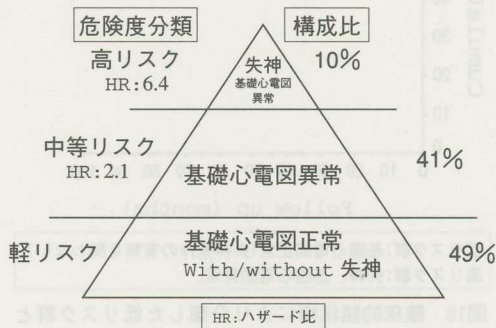 危険度分類
構成比
高リスク
HR:6.4
失神
基礎心電図
異常
10%
中等リスク
HR:2.1
基礎心電図異常
41%
軽リスク
基礎心電図正常
With/without 失神
49%
HR:ハザード比